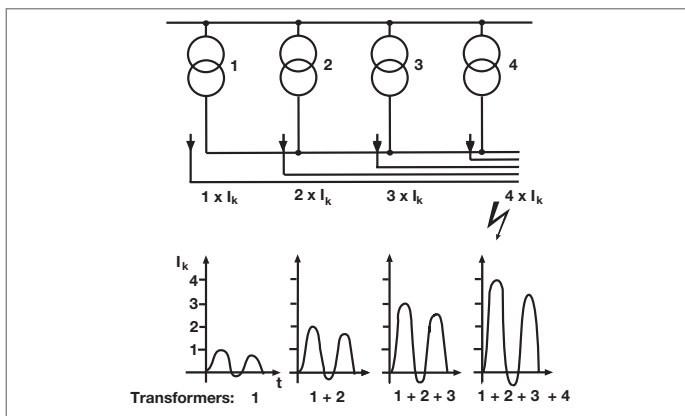 1 2 3 4
1 x Ik 2 x Ik 3 x Ik 4 x Ik
Ik
4
3
2
1
t
Transformers: 1 1 + 2 1 + 2 + 3 1 + 2 + 3 + 4